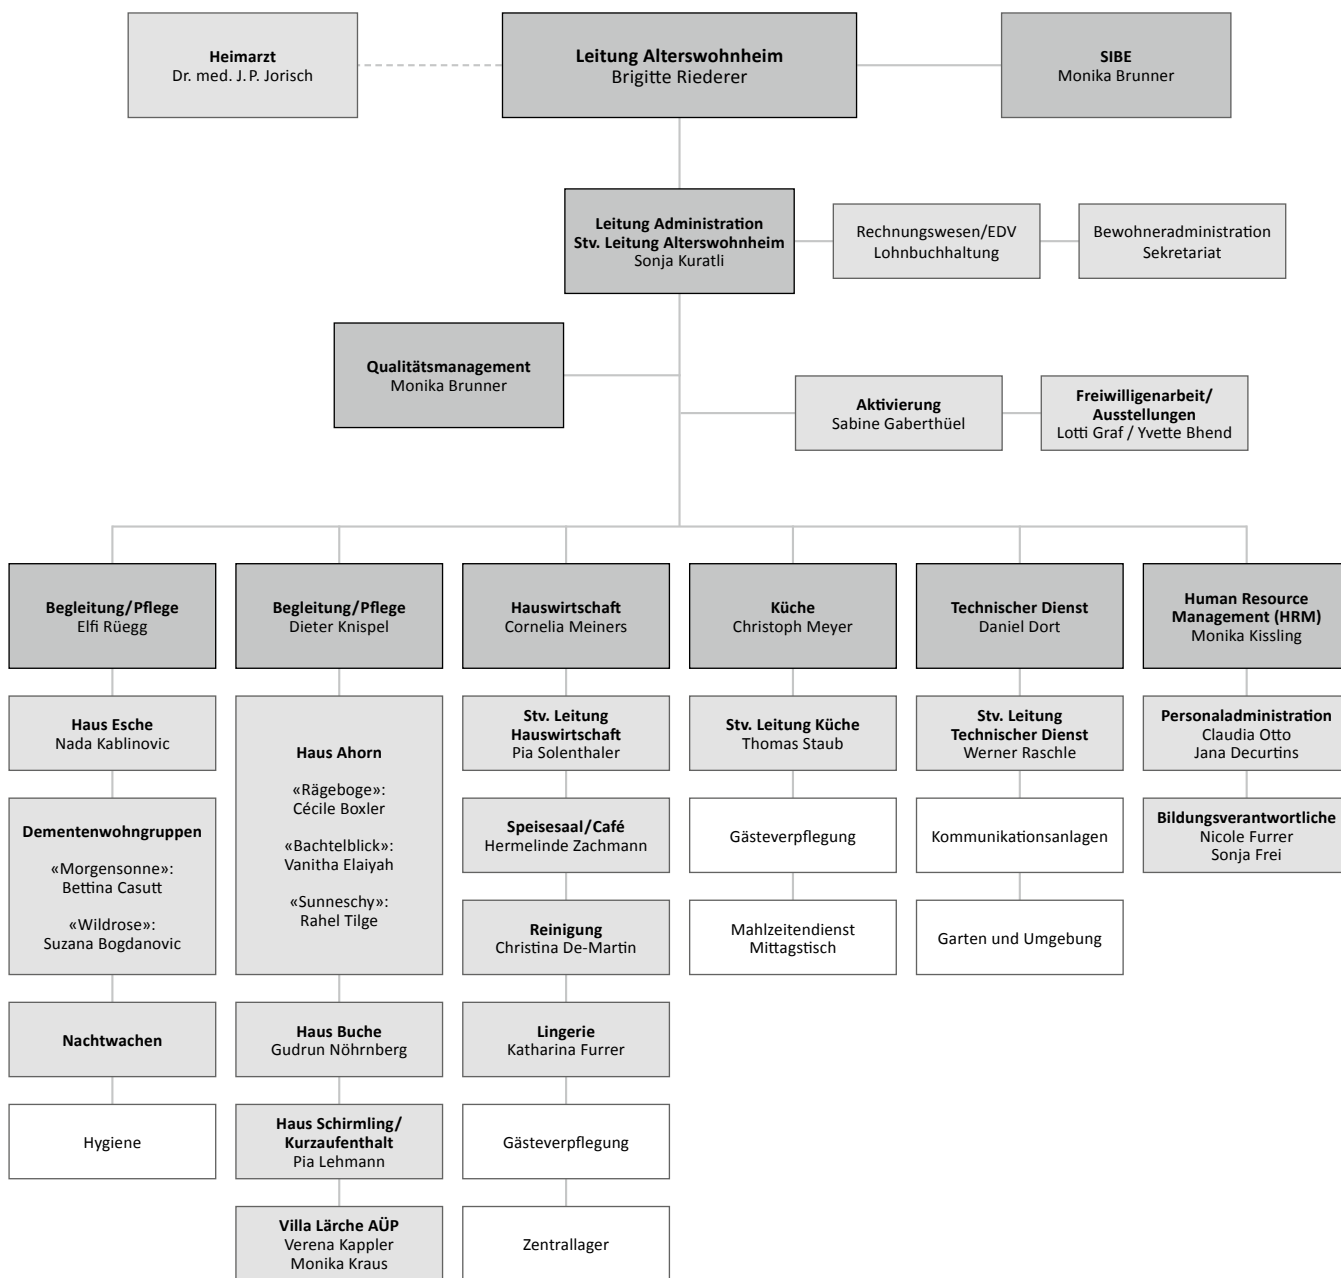 Heimarzt
Dr. med. J. P. Jorisch
Leitung Alterswohnheim
Brigitte Riederer
SIBE
Monika Brunner
Leitung Administration
Stv. Leitung Alterswohnheim
Sonja Kuratli
Rechnungswesen/EDV
Lohnbuchhaltung
Bewohneradministration
Sekretariat
Qualitätsmanagement
Monika Brunner
Aktivierung
Sabine Gaberthüel
Freiwilligenarbeit/
Ausstellungen
Lotti Graf / Yvette Bhend
Begleitung/Pflege
Elfi Rüegg
Haus Esche
Nada Kablinovic
Dementenwohngruppen
«Morgensonne»:
Bettina Casutt
«Wildrose»:
Suzana Bogdanovic
Nachtwachen
Hygiene
Begleitung/Pflege
Dieter Knispel
Haus Ahorn
«Rägeboge»:
Cécile Boxler
«Bachtelblick»:
Vanitha Elaiyah
«Sunneschy»:
Rahel Tilge
Haus Buche
Gudrun Nöhrnberg
Haus Schirmling/
Kurzaufenthalt
Pia Lehmann
Villa Lärche AÜP
Verena Kappler
Monika Kraus
Hauswirtschaft
Cornelia Meiners
Stv. Leitung
Hauswirtschaft
Pia Solenthaler
Speisesaal/Café
Hermelinde Zachmann
Reinigung
Christina De-Martin
Lingerie
Katharina Furrer
Gästeverpflegung
Zentrallager
Küche
Christoph Meyer
Stv. Leitung Küche
Thomas Staub
Gästeverpflegung
Mahlzeitendienst
Mittagstisch
Technischer Dienst
Daniel Dort
Stv. Leitung
Technischer Dienst
Werner Raschle
Kommunikationsanlagen
Garten und Umgebung
Human Resource
Management (HRM)
Monika Kissling
Personaladministration
Claudia Otto
Jana Decurtins
Bildungsverantwortliche
Nicole Furrer
Sonja Frei